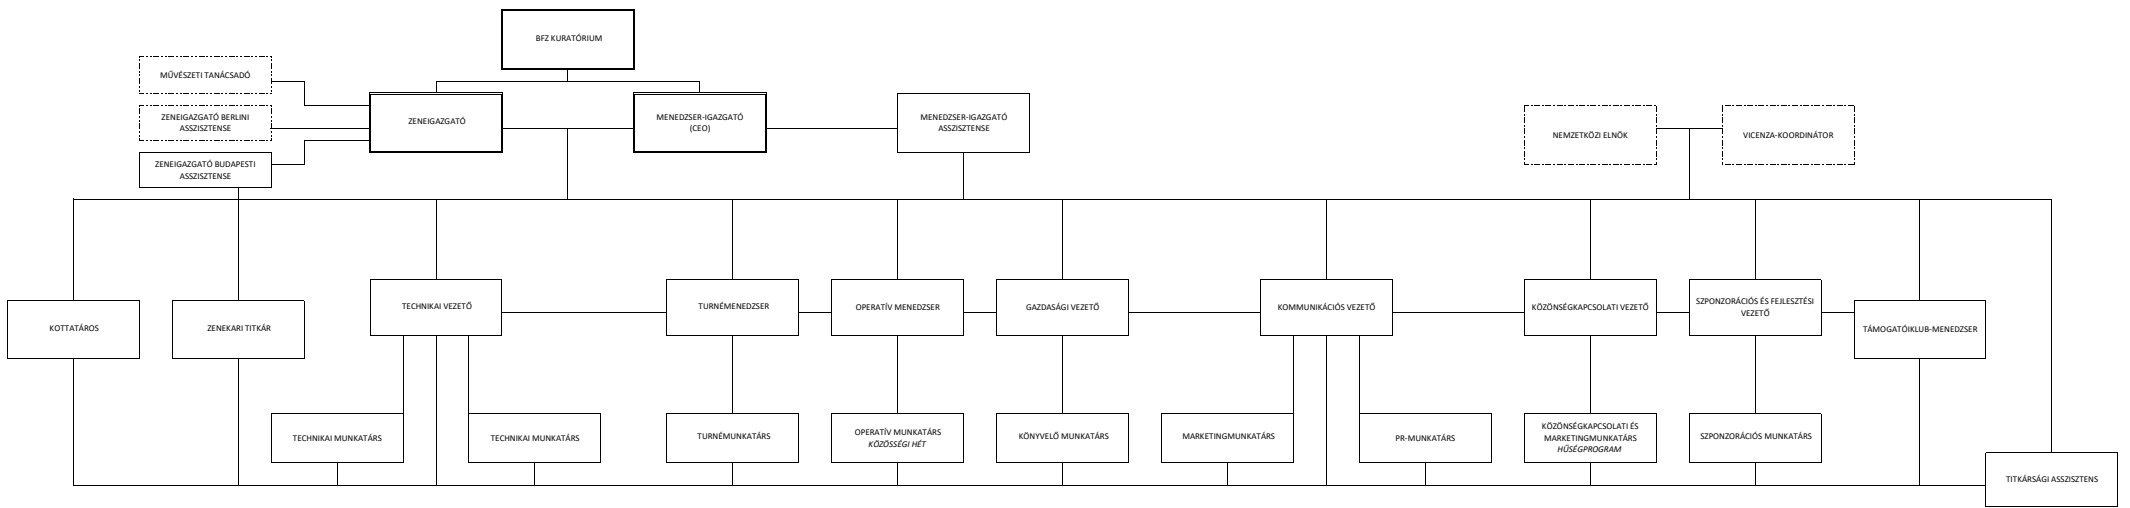 BFZ KURATÓRIUM
MŰVÉSZETI TANÁCSADÓ
ZENEIGAZGATÓ BERLINI
ASSZISZTENSE
ZENEIGAZGATÓ BUDAPESTI
ASSZISZTENSE
ZENEIGAZGATÓ
MENEDZSER-IGAZGATÓ
(CEO)
MENEDZSER-IGAZGATÓ
ASSZISZTENSE
NEMZETKÖZI ELNÖK
VICENZA-KOORDINÁTOR
KOTTATÁROS
ZENEKARI TITKÁR
TECHNIKAI VEZETŐ
TURNÉMENEDZSER
OPERATÍV MENEDZSER
GAZDASÁGI VEZETŐ
KOMMUNIKÁCIÓS VEZETŐ
KÖZÖNSÉGKAPCSOLATI VEZETŐ
SZPONZORÁCIÓS ÉS FEJLESZTÉSI
VEZETŐ
TÁMOGATÓIKLUB-MENEDZSER
TECHNIKAI MUNKATÁRS
TECHNIKAI MUNKATÁRS
TURNÉMUNKATÁRS
OPERATÍV MUNKATÁRS
KÖZÖSSÉGI HÉT
KÖNYVELŐ MUNKATÁRS
MARKETINGMUNKATÁRS
PR-MUNKATÁRS
KÖZÖNSÉGKAPCSOLATI ÉS
MARKETINGMUNKATÁRS
HŰSÉGPROGRAM
SZPONZORÁCIÓS MUNKATÁRS
TITKÁRSÁGI ASSZISZTENS